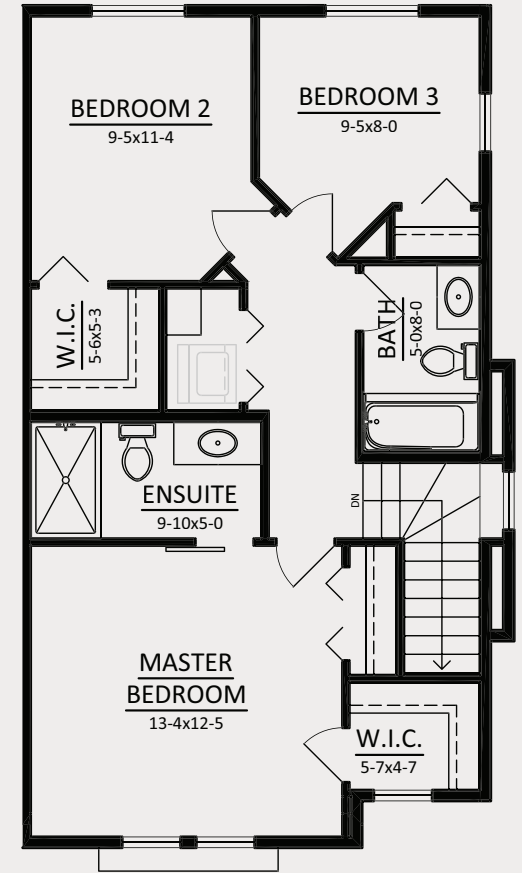 BEDROOM 2
9-5x11-4
BEDROOM 3
9-5x8-0
W.I.C.
5-6x5-3
BATH
5-0x8-0
ENSUITE
9-10x5-0
DN
MASTER
BEDROOM
13-4x12-5
W.I.C.
5-7x4-7